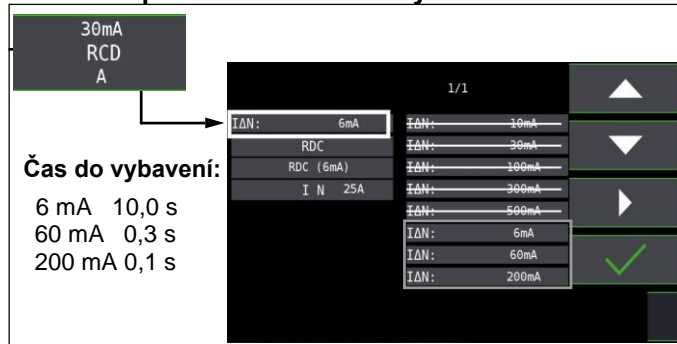 30mA
RCD
A
1/1
IΔN: 6mA
RDC
RDC (6mA)
I N 25A
IΔN: 10mA
IΔN: 30mA
IΔN: 100mA
IΔN: 300mA
IΔN: 500mA
IΔN: 6mA
IΔN: 60mA
IΔN: 200mA
Čas do vybavení:
6 mA 10,0 s
60 mA 0,3 s
200 mA 0,1 s